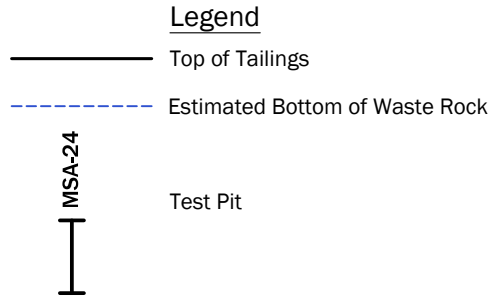 Legend
Top of Tailings
Estimated Bottom of Waste Rock
MSA-24
Test Pit